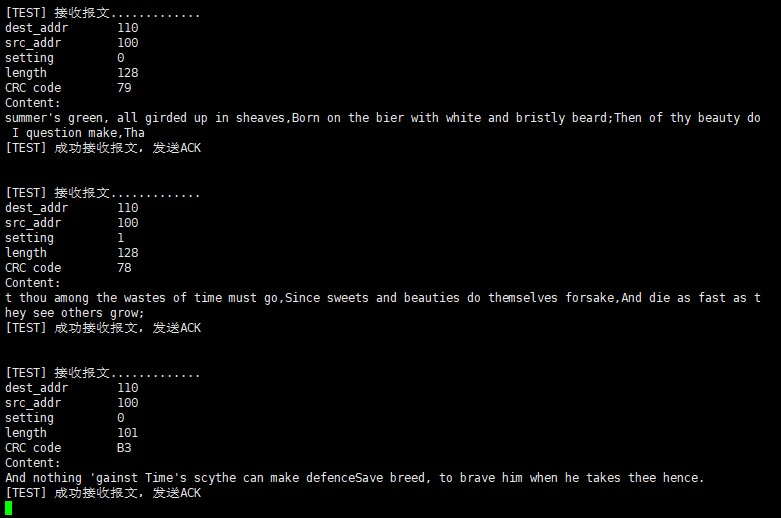 [TEST] 接收报文.............
dest_addr 110
src_addr 100
setting 0
length 128
CRC code 79
Content:
summer's green, all girded up in sheaves,Born on the bier with white and bristly beard;Then of thy beauty do
I question make,Tha
[TEST] 成功接收报文, 发送ACK
[TEST] 接收报文.............
dest_addr 110
src_addr 100
setting 1
length 128
CRC code 78
Content:
t thou among the wastes of time must go,Since sweets and beauties do themselves forsake,And die as fast as t
hey see others grow;
[TEST] 成功接收报文, 发送ACK
[TEST] 接收报文.............
dest_addr 110
src_addr 100
setting 0
length 101
CRC code B3
Content:
And nothing 'gainst Time's scythe can make defenceSave breed, to brave him when he takes thee hence.
[TEST] 成功接收报文, 发送ACK